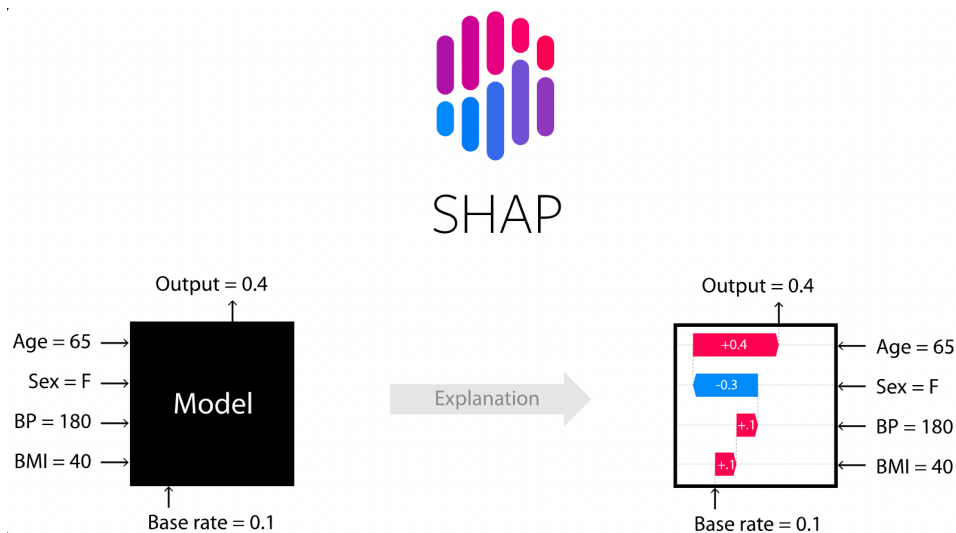 SHAP
Output = 0.4
Age = 65
Sex = F
BP = 180
BMI = 40
Model
Base rate = 0.1
Explanation
Output = 0.4
+0.4
-0.3
+.1
+.1
Age = 65
Sex = F
BP = 180
BMI = 40
Base rate = 0.1